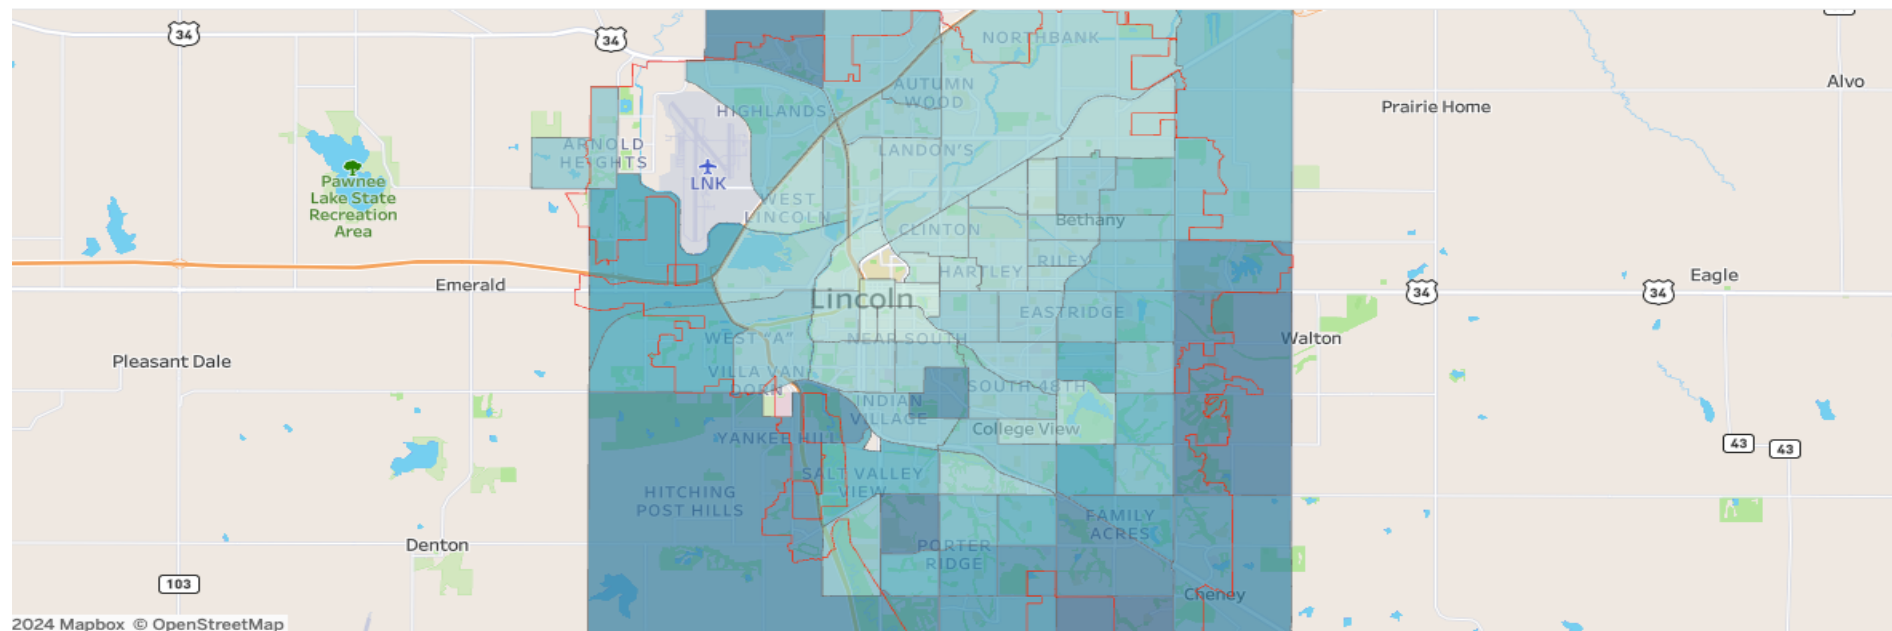 34
34
NORTHBANK
Alvo
AUTUMN
WOOD
Prairie Home
HIGHLANDS
ARNOLD
HEIGHTS
LANDON'S
LNK
Pawnee
Lake State
Recreation
Area
WEST
LINCOLN
Bethany
CLINTON
RILEY
HARTLEY
Eagle
Emerald
34
34
Lincoln
EASTRIDGE
WEST "A"
NEAR SOUTH
Walton
Pleasant Dale
VILLA VAN
DORN
SOUTH 48TH
INDIAN
VILLAGE
College View
YANKEE HILL
43
43
SALT VALLEY
VIEW
HITCHING
POST HILLS
FAMILY
ACRES
Denton
PORTER
RIDGE
103
Cheney
2024 Mapbox © OpenStreetMap